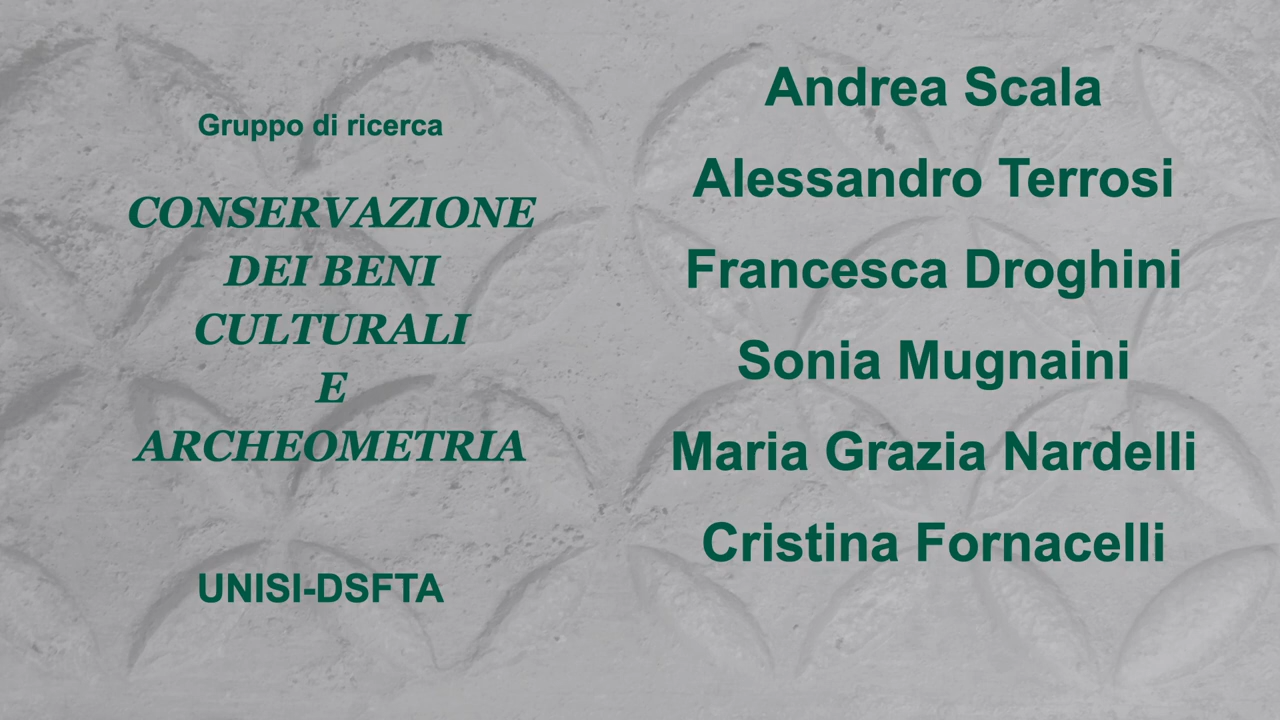 Gruppo di ricerca
CONSERVAZIONE
DEI BENI
CULTURALI
E
ARCHEOMETRIA
UNISI-DSFTA
Andrea Scala
Alessandro Terrosi
Francesca Droghini
Sonia Mugnaini
Maria Grazia Nardelli
Cristina Fornacelli